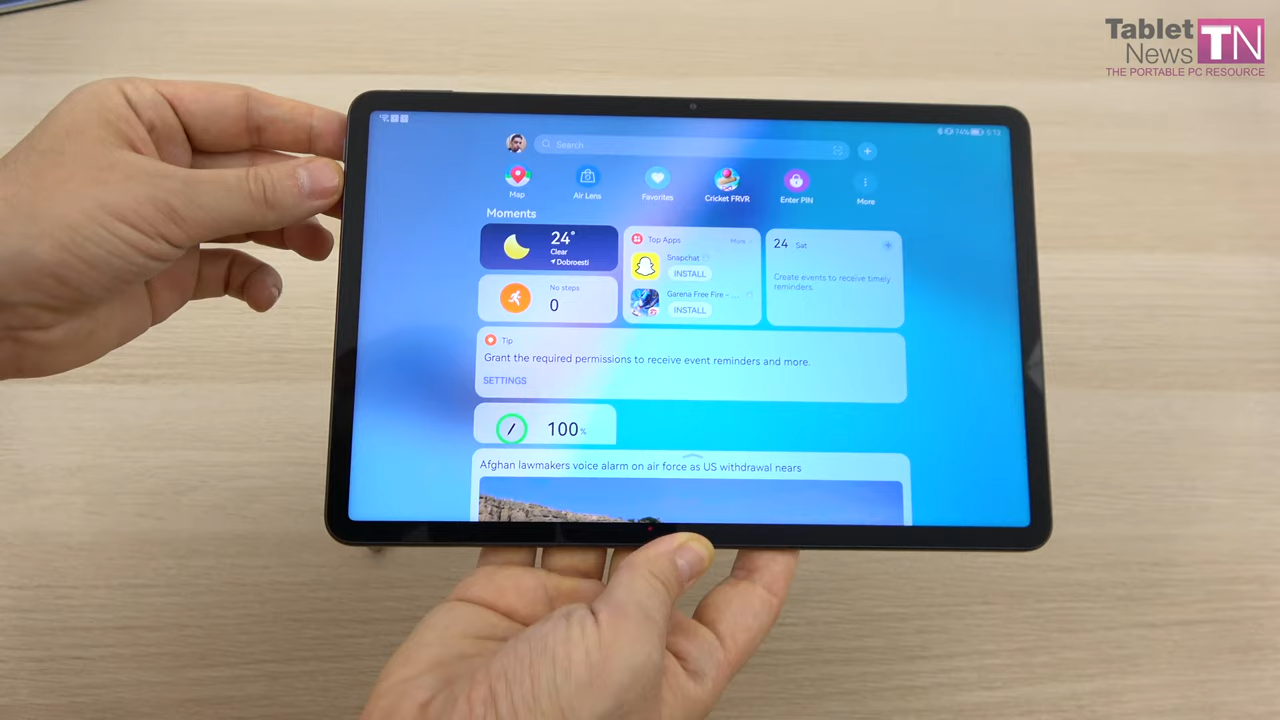 Tablet
News TN
THE PORTABLE PC RESOURCE
74% 5:13
Search
Map
Air Lens
Favorites
Cricket FRVR
Enter PIN
More
Moments
24°
Clear
Dobroesti
No steps
0
Top Apps
More
Snapchat
INSTALL
Garena Free Fire - ...
INSTALL
24 Sat
Create events to receive timely
reminders.
Tip
Grant the required permissions to receive event reminders and more.
SETTINGS
100%
Afghan lawmakers voice alarm on air force as US withdrawal nears